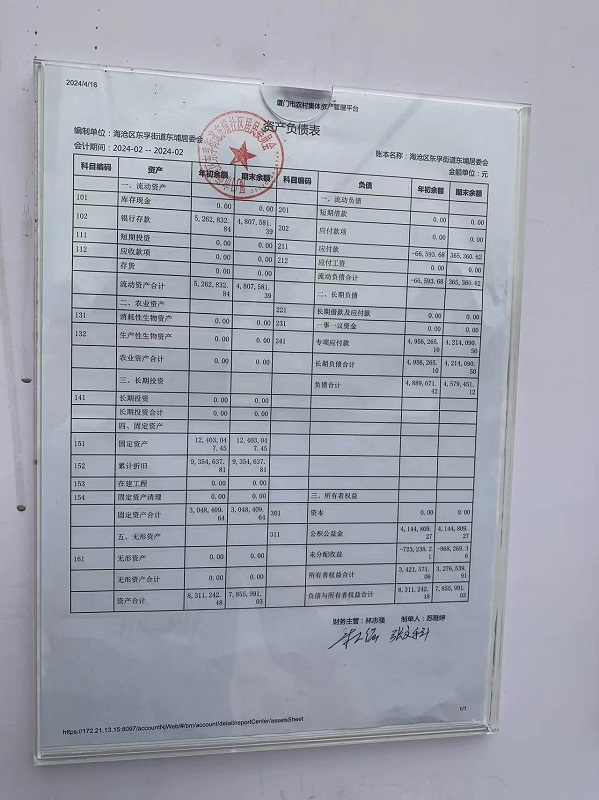 2024/4/16
厦门市农村集体资产管理平台
资产负债表
编制单位：海沧区东孚街道东埔居委会
账本名称：海沧区东孚街道东埔居委会
会计期间：2024-02 -- 2024-02
金额单位：元
科目编码 资产 年初余额 期末余额 科目编码 负债 年初余额 期末余额
一、流动资产 一、流动负债
101 库存现金 0.00 0.00 201 短期借款 0.00 0.00
102 银行存款 5,262,832.84 4,807,581.39 202 应付款项 0.00 0.00
111 短期投资 0.00 0.00 211 应付款 -66,593.68 365,360.62
112 应收款项 0.00 0.00 212 应付工资 0.00 0.00
存货 0.00 0.00 流动负债合计 -66,593.68 365,360.62
流动资产合计 5,262,832.84 4,807,581.39 二、长期负债
二、农业资产 221 长期借款及应付款 0.00 0.00
131 消耗性生物资产 0.00 0.00 231 一事一议资金 0.00 0.00
132 生产性生物资产 0.00 0.00 241 专项应付款 4,956,265.10 4,214,090.50
农业资产合计 0.00 0.00 长期负债合计 4,956,265.10 4,214,090.50
三、长期投资 负债合计 4,889,671.42 4,579,451.12
141 长期投资 0.00 0.00
长期投资合计 0.00 0.00
四、固定资产
151 固定资产 12,403,047.45 12,403,047.45
152 累计折旧 9,354,637.81 9,354,637.81
153 在建工程 0.00 0.00
154 固定资产清理 0.00 0.00 三、所有者权益
固定资产合计 3,048,409.64 3,048,409.64 301 资本 0.00 0.00
五、无形资产 311 公积公益金 4,144,809.27 4,144,809.27
161 无形资产 0.00 0.00 未分配收益 -723,238.21 -868,269.36
无形资产合计 0.00 0.00 所有者权益合计 3,421,571.06 3,276,539.91
资产合计 8,311,242.48 7,855,991.03 负债与所有者权益合计 8,311,242.48 7,855,991.03
财务主管：林志强 制单人：苏雅婷
1/1
https://172.21.13.15:8097/accountNjWeb/#/bm/account/detail/reportCenter/assetsSheet